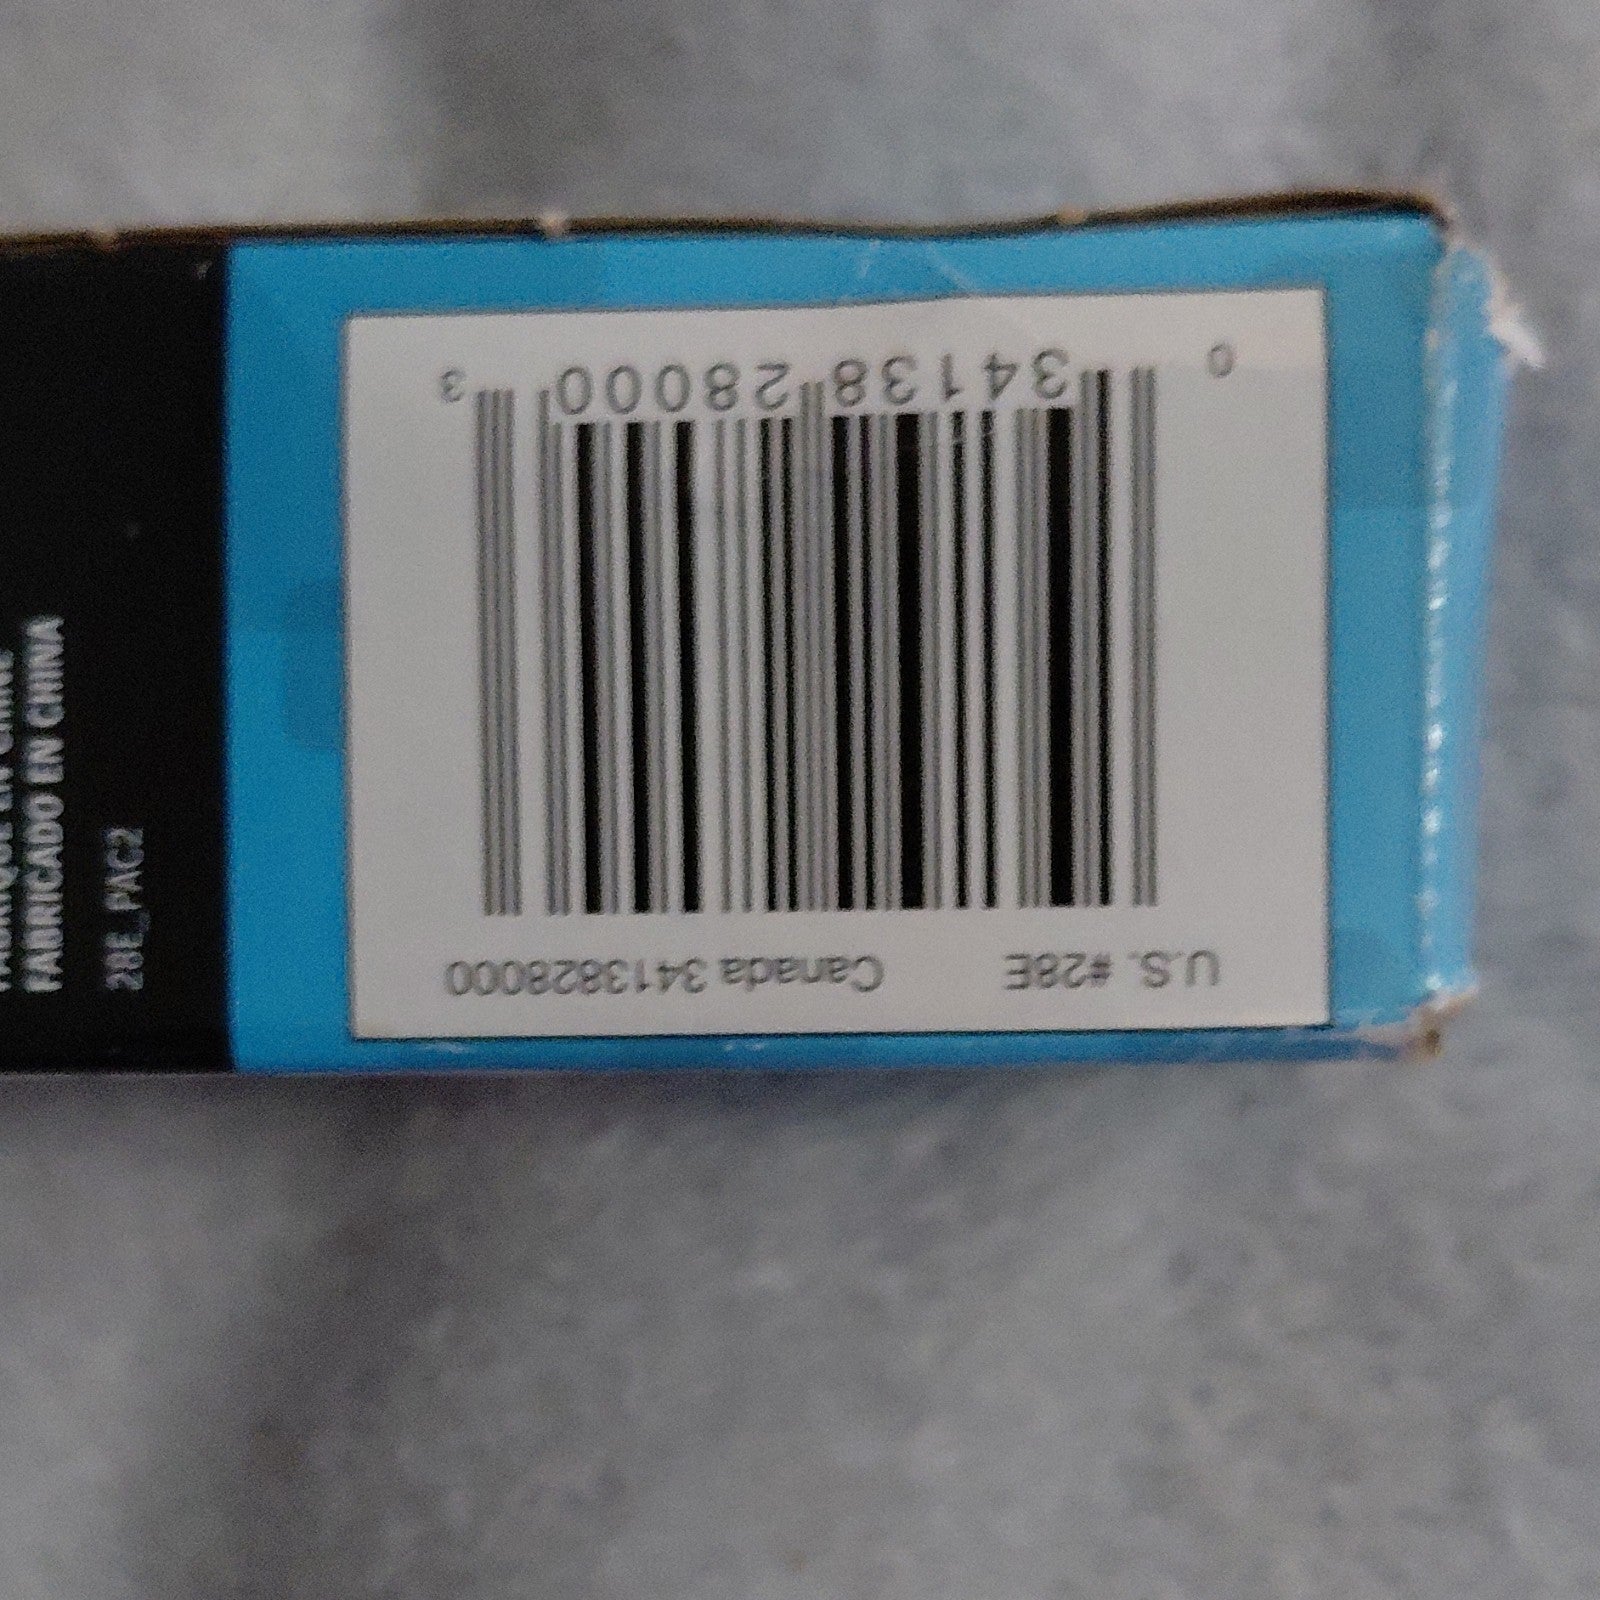 U.S. #28E Canada 3413828000
0 34138 28000 3
FABRICADO EN CHINA
28E_PAC2